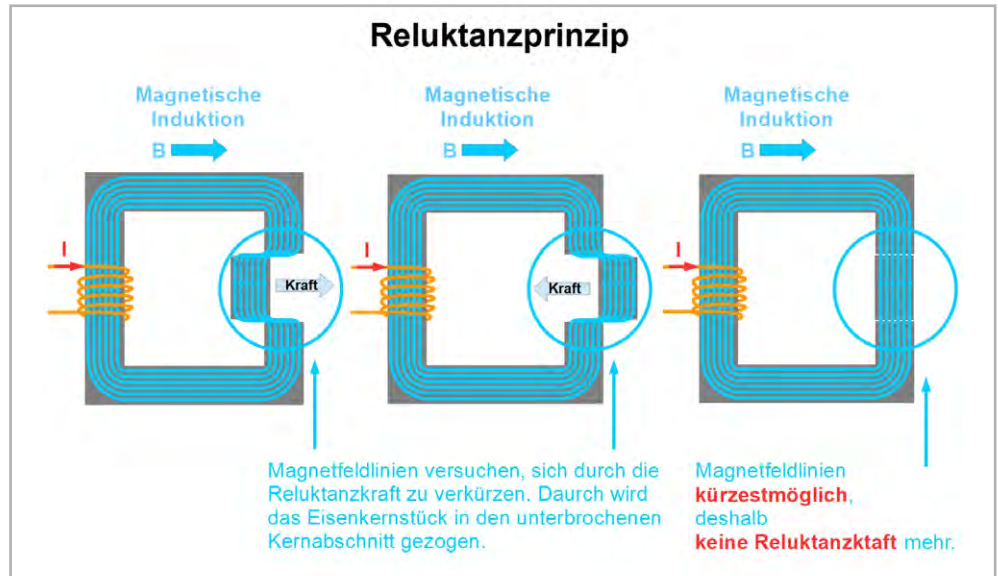 Reluktanzprinzip
Magnetische
Induktion
B
I
Kraft
Magnetische
Induktion
B
I
Kraft
Magnetische
Induktion
B
I
Magnetfeldlinien versuchen, sich durch die
Reluktanzkraft zu verkürzen. Daurch wird
das Eisenkernstück in den unterbrochenen
Kernabschnitt gezogen.
Magnetfeldlinien
kürzestmöglich,
deshalb
keine Reluktanzktaft mehr.